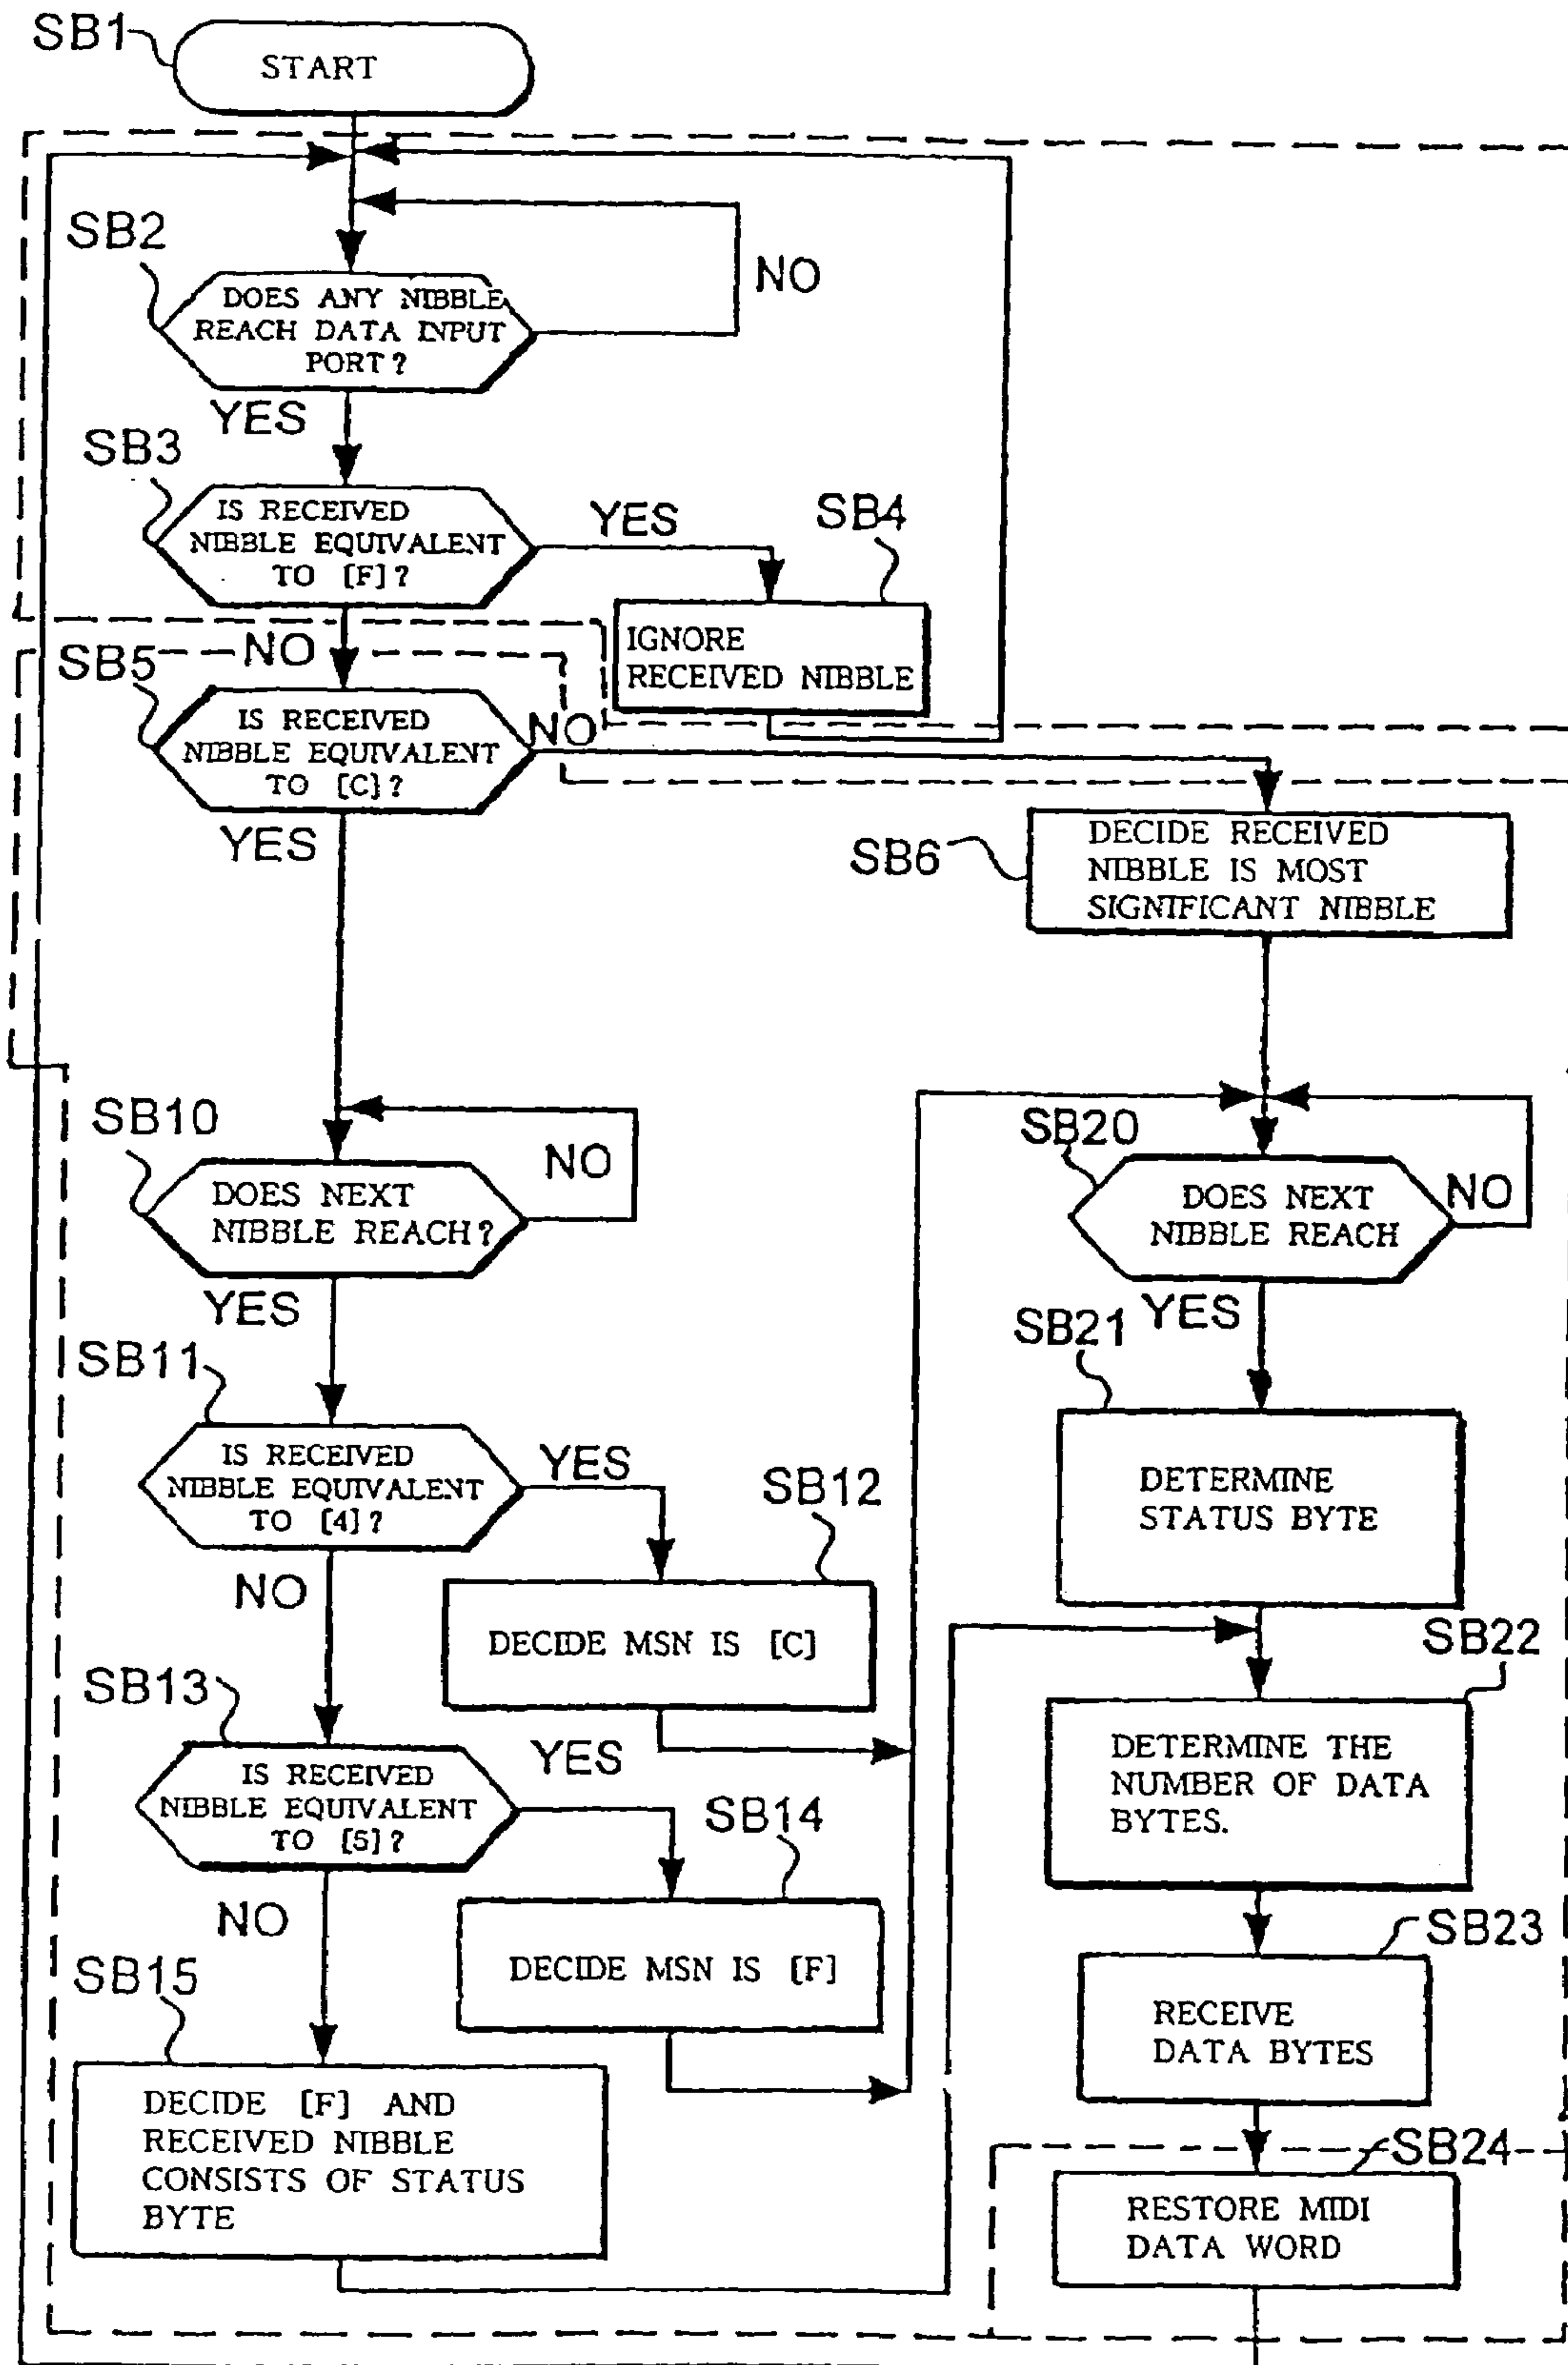 SB1
START
SB2
DOES ANY NIBBLE
REACH DATA INPUT
PORT?
NO
YES
SB3
IS RECEIVED
NIBBLE EQUIVALENT
TO [F]?
YES
SB4
IGNORE
RECEIVED NIBBLE
NO
SB5
IS RECEIVED
NIBBLE EQUIVALENT
TO [C]?
NO
YES
SB6
DECIDE RECEIVED
NIBBLE IS MOST
SIGNIFICANT NIBBLE
SB10
DOES NEXT
NIBBLE REACH?
NO
YES
SB11
IS RECEIVED
NIBBLE EQUIVALENT
TO [4]?
YES
SB12
DECIDE MSN IS [C]
NO
SB13
IS RECEIVED
NIBBLE EQUIVALENT
TO [5]?
YES
SB14
DECIDE MSN IS [F]
NO
SB15
DECIDE [F] AND
RECEIVED NIBBLE
CONSISTS OF STATUS
BYTE
SB20
DOES NEXT
NIBBLE REACH
NO
YES
SB21
DETERMINE
STATUS BYTE
SB22
DETERMINE THE
NUMBER OF DATA
BYTES.
SB23
RECEIVE
DATA BYTES
SB24
RESTORE MIDI
DATA WORD